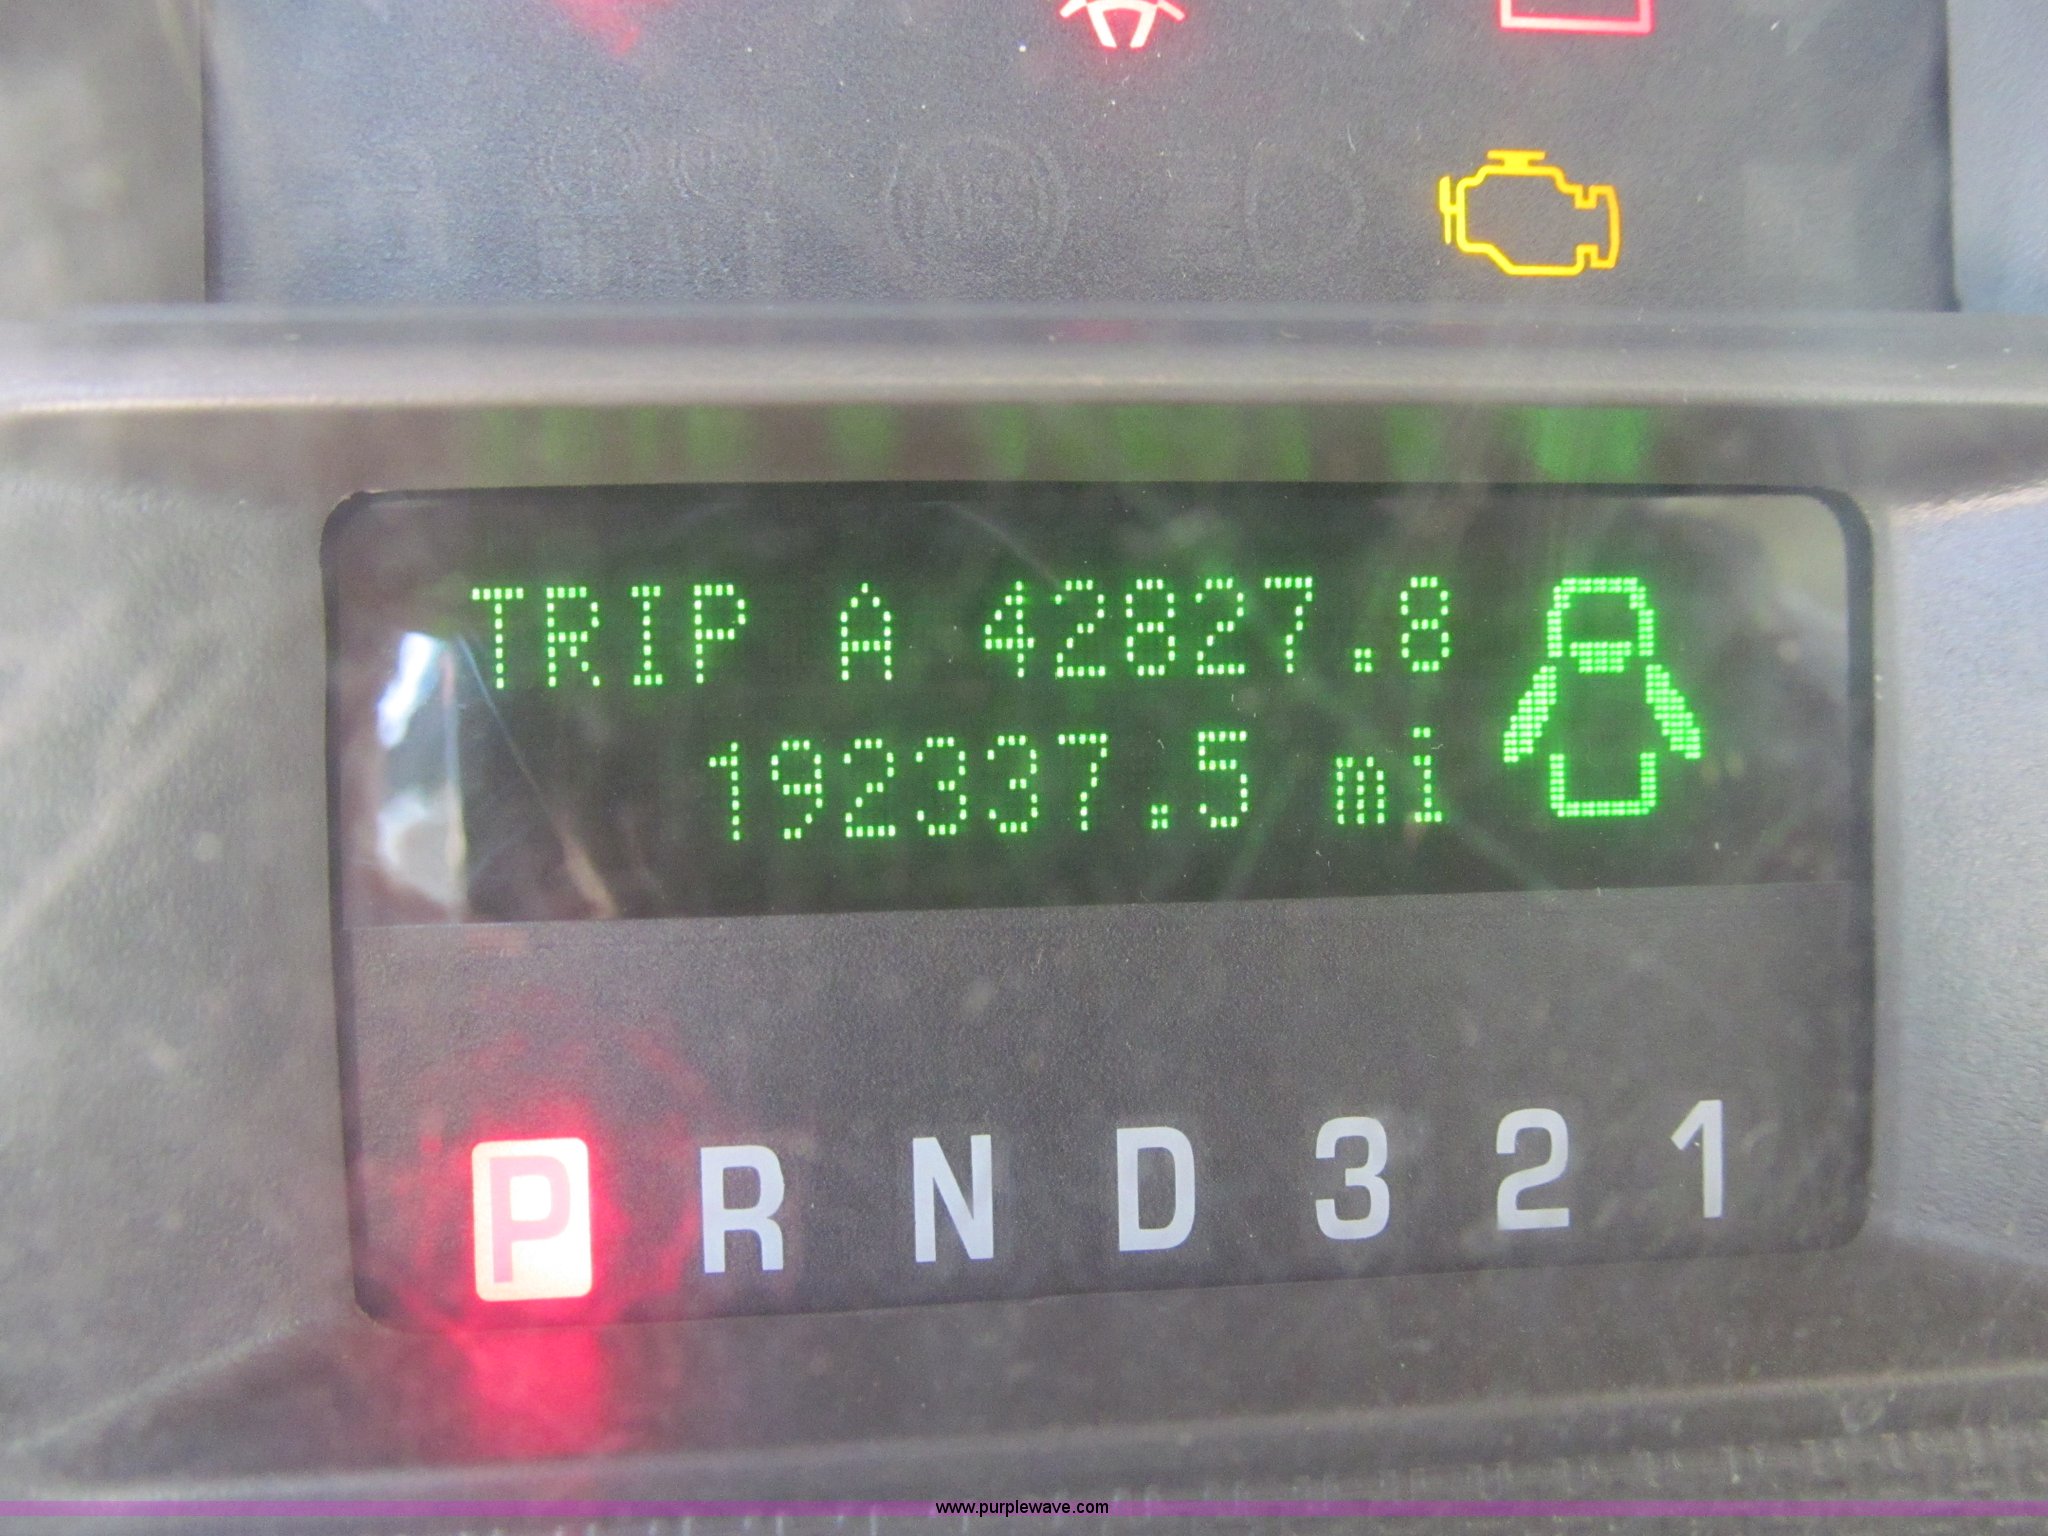 TRIP A 42827.8
192337.5 mi
P R N D 3 2 1
www.purplewave.com